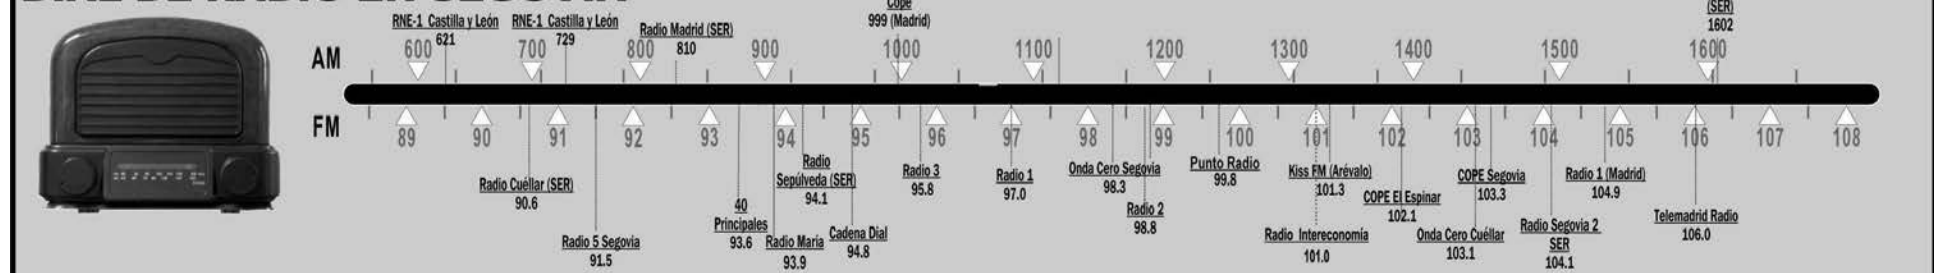 DIAL DE RADIO EN SEGOVIA
RNE-1 Castilla y León
621
RNE-1 Castilla y León
729
Radio Madrid (SER)
810
Cope
999 (Madrid)
(SER)
1602
AM
600 700 800 900 1000 1100 1200 1300 1400 1500 1600
FM
89 90 91 92 93 94 95 96 97 98 99 100 101 102 103 104 105 106 107 108
Radio Cuéllar (SER)
90.6
Radio 5 Segovia
91.5
40
Principales
93.6
Radio María
93.9
Radio
Sepúlveda (SER)
94.1
Cadena Dial
94.8
Radio 3
95.8
Radio 1
97.0
Onda Cero Segovia
98.3
Radio 2
98.8
Punto Radio
99.8
Kiss FM (Arévalo)
101.3
Radio Intereconomía
101.0
COPE El Espinar
102.1
COPE Segovia
103.3
Onda Cero Cuéllar
103.1
Radio Segovia 2
SER
104.1
Radio 1 (Madrid)
104.9
Telemadrid Radio
106.0